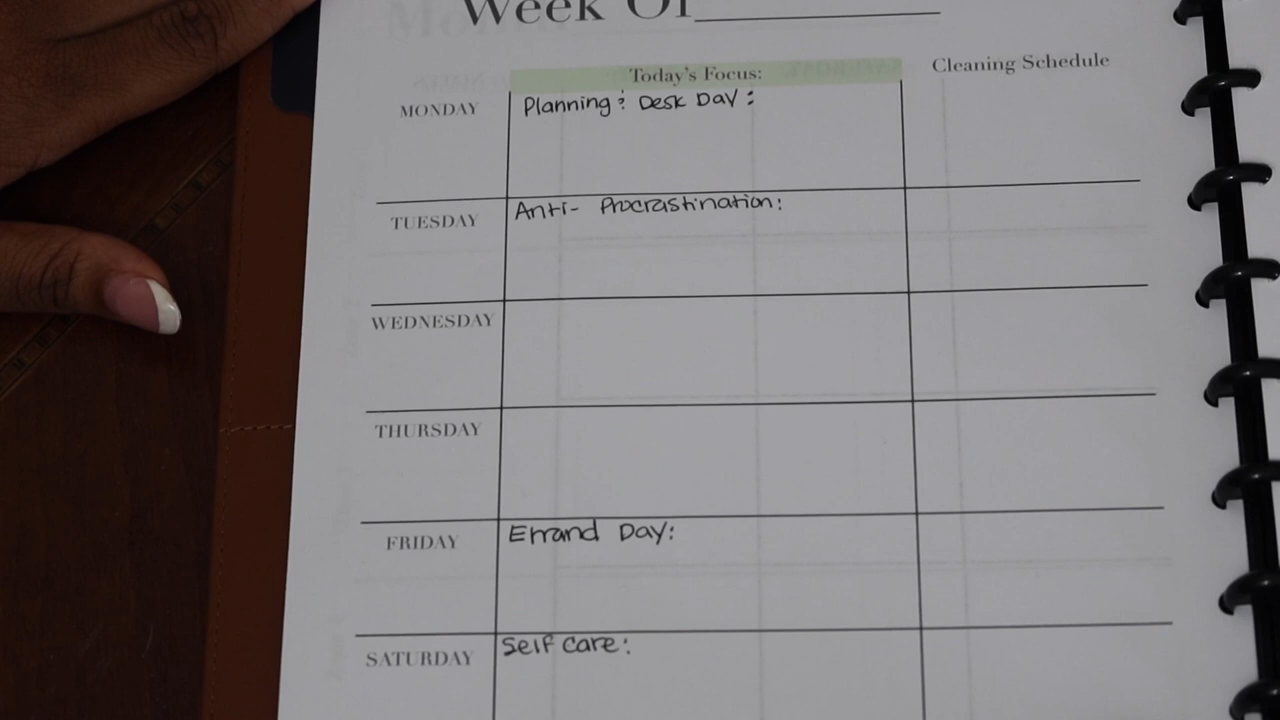 Week Of
Today's Focus:
Cleaning Schedule
MONDAY
Planning & Desk Day:
TUESDAY
Anti- Procrastination:
WEDNESDAY
THURSDAY
FRIDAY
Errand Day:
SATURDAY
Self Care: